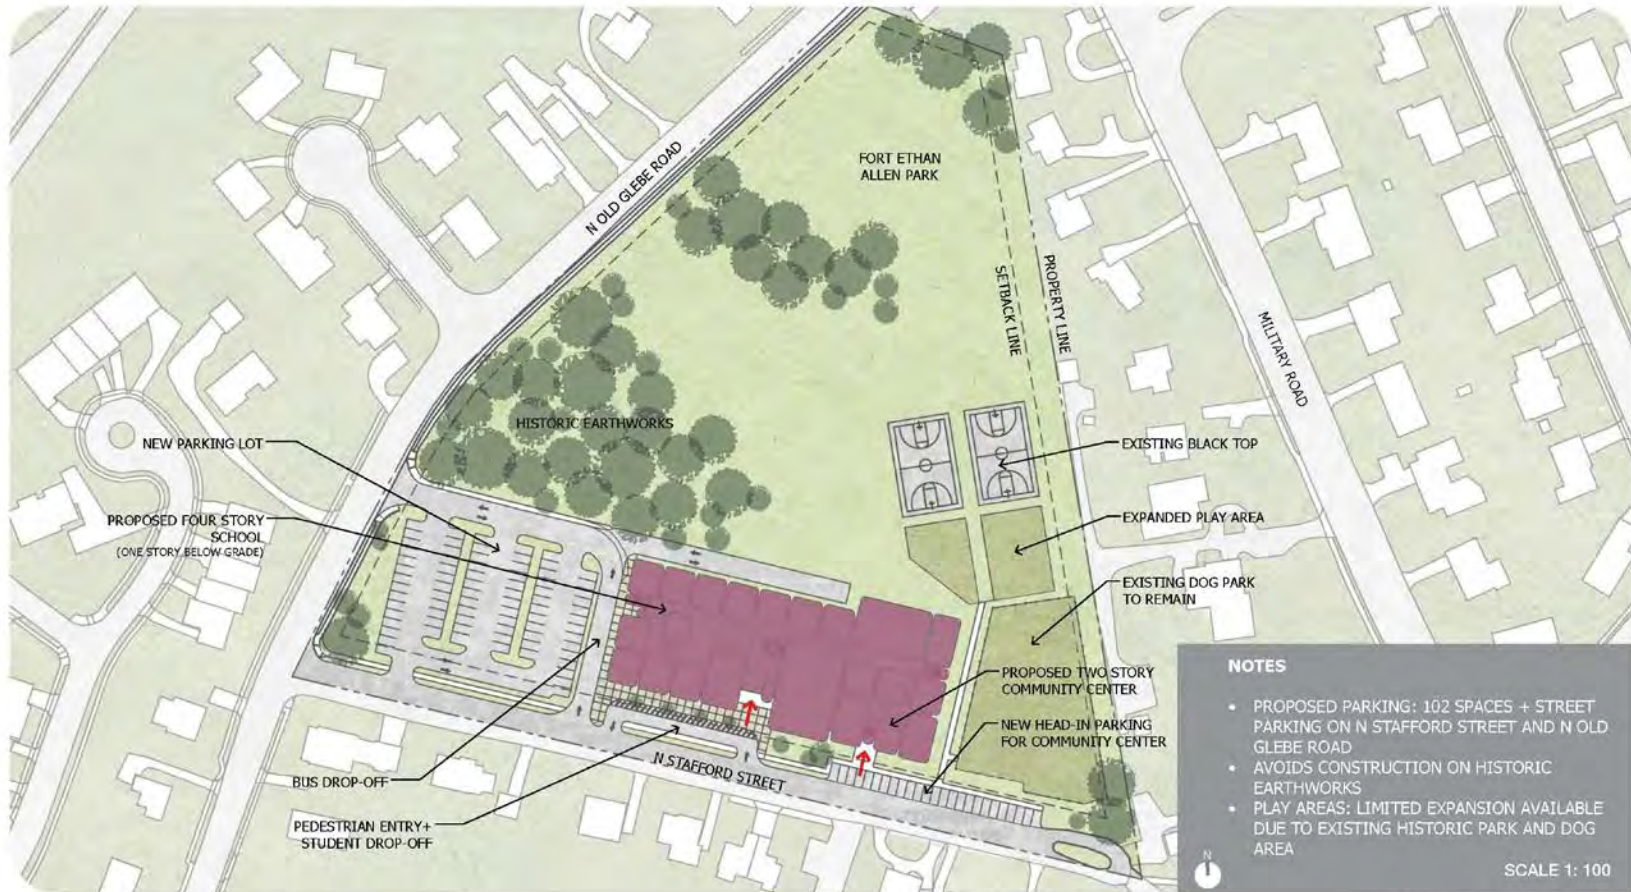 FORT ETHAN
ALLEN PARK
N OLD GLEBE ROAD
SETBACK LINE
PROPERTY LINE
MILITARY ROAD
HISTORIC EARTHWORKS
NEW PARKING LOT
EXISTING BLACK TOP
PROPOSED FOUR STORY
SCHOOL
(ONE STORY BELOW GRADE)
EXPANDED PLAY AREA
EXISTING DOG PARK
TO REMAIN
PROPOSED TWO STORY
COMMUNITY CENTER
NEW HEAD-IN PARKING
FOR COMMUNITY CENTER
N STAFFORD STREET
BUS DROP-OFF
PEDESTRIAN ENTRY+
STUDENT DROP-OFF
NOTES
• PROPOSED PARKING: 102 SPACES + STREET
PARKING ON N STAFFORD STREET AND N OLD
GLEBE ROAD
• AVOIDS CONSTRUCTION ON HISTORIC
EARTHWORKS
• PLAY AREAS: LIMITED EXPANSION AVAILABLE
DUE TO EXISTING HISTORIC PARK AND DOG
AREA
N
SCALE 1: 100